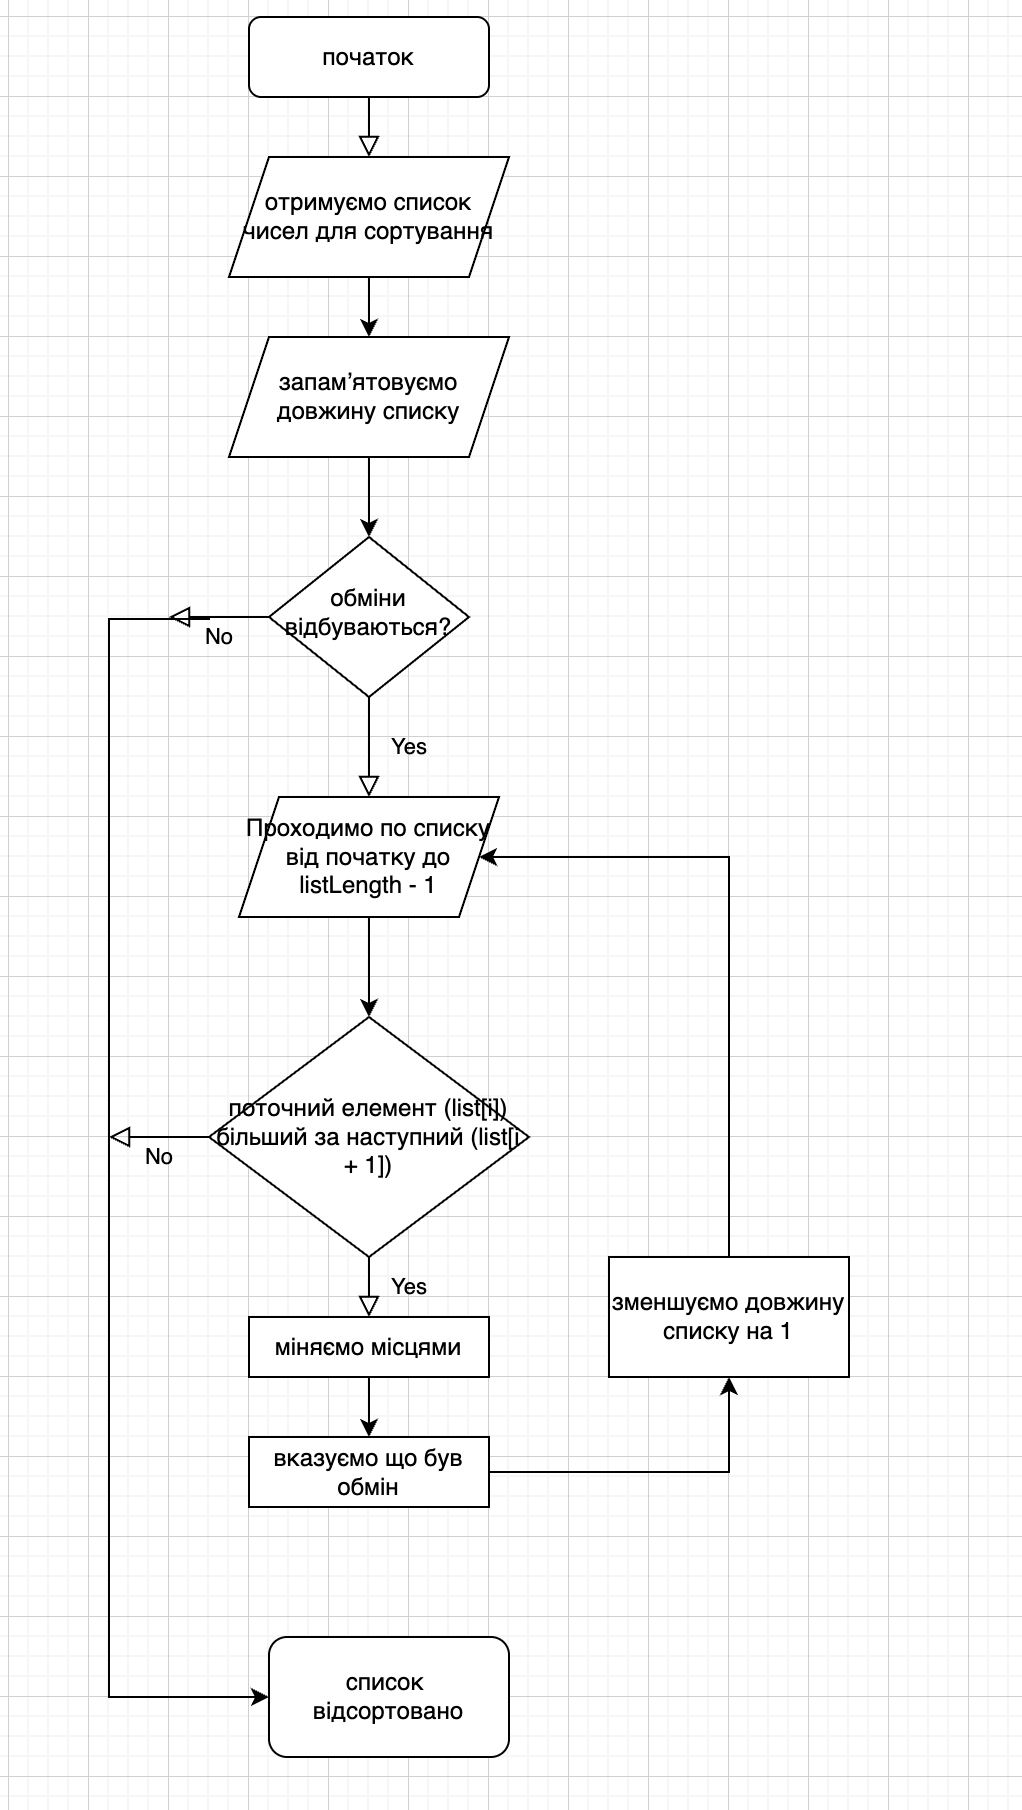 початок
отримуємо список
чисел для сортування
запам'ятовуємо
довжину списку
обміни
відбуваються?
No
Yes
Проходимо по списку
від початку до
listLength - 1
поточний елемент (list[i])
більший за наступний (list[i
+ 1])
No
Yes
міняємо місцями
зменшуємо довжину
списку на 1
вказуємо що був
обмін
список
відсортовано